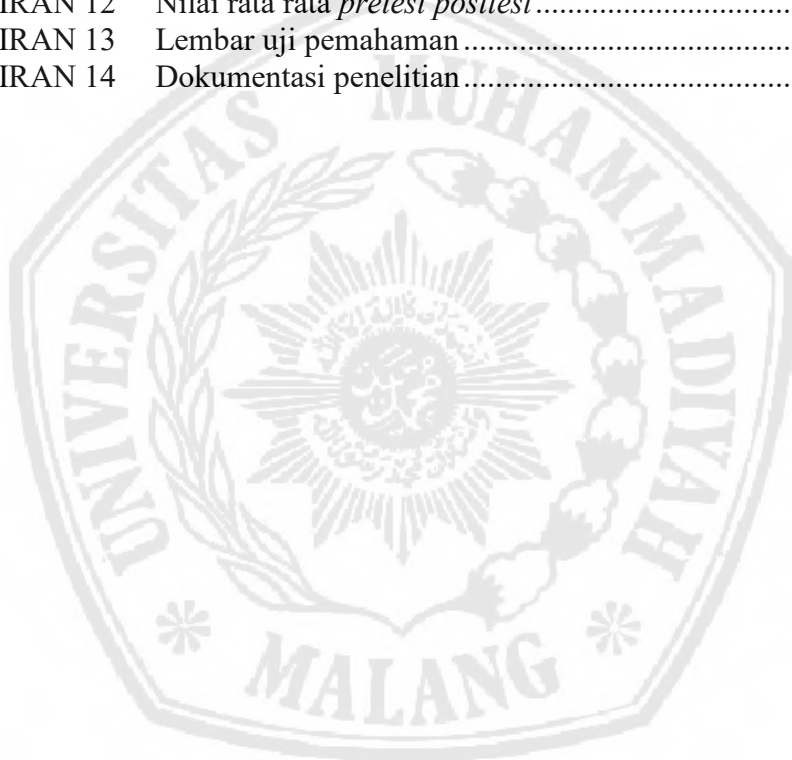 IRAN 12 Nilai rata rata pretest posttest........................................
IRAN 13 Lembar uji pemahaman........................................
IRAN 14 Dokumentasi penelitian........................................
UNIVERSITAS MUHAMMADIYAH
MALANG